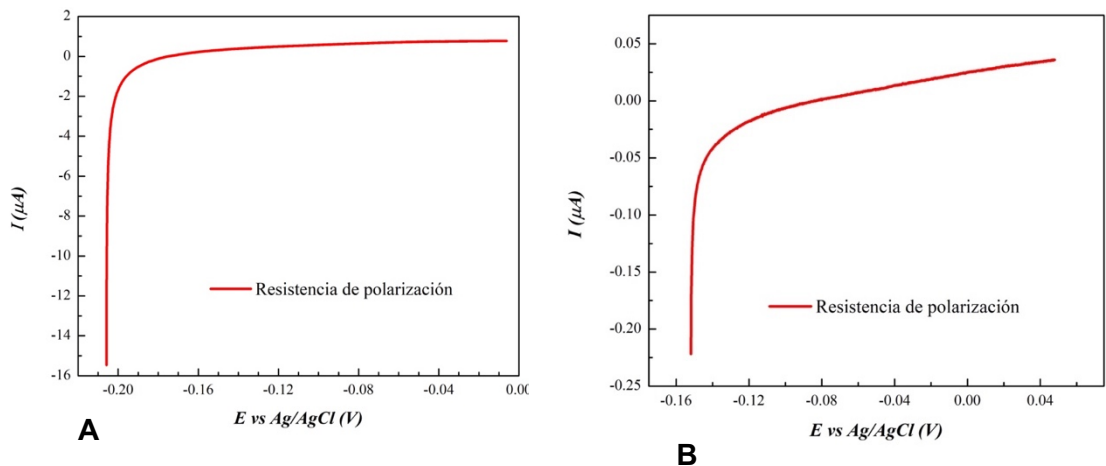 2
0
-2
-4
-6
-8
-10
-12
-14
-16
I (µA)
Resistencia de polarización
-0.20 -0.16 -0.12 -0.08 -0.04 0.00
E vs Ag/AgCl (V)
A
0.05
0.00
-0.05
-0.10
-0.15
-0.20
-0.25
I (µA)
Resistencia de polarización
-0.16 -0.12 -0.08 -0.04 0.00 0.04
E vs Ag/AgCl (V)
B